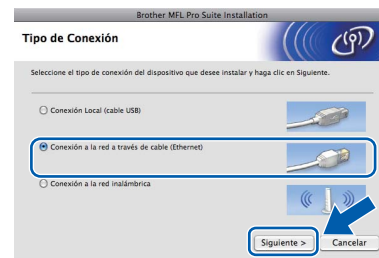 Brother MFL Pro Suite Installation
Tipo de Conexión
Seleccione el tipo de conexión del dispositivo que desee instalar y haga clic en Siguiente.
Conexión Local (cable USB)
Conexión a la red a través de cable (Ethernet)
Conexión a la red inalámbrica
Siguiente > Cancelar